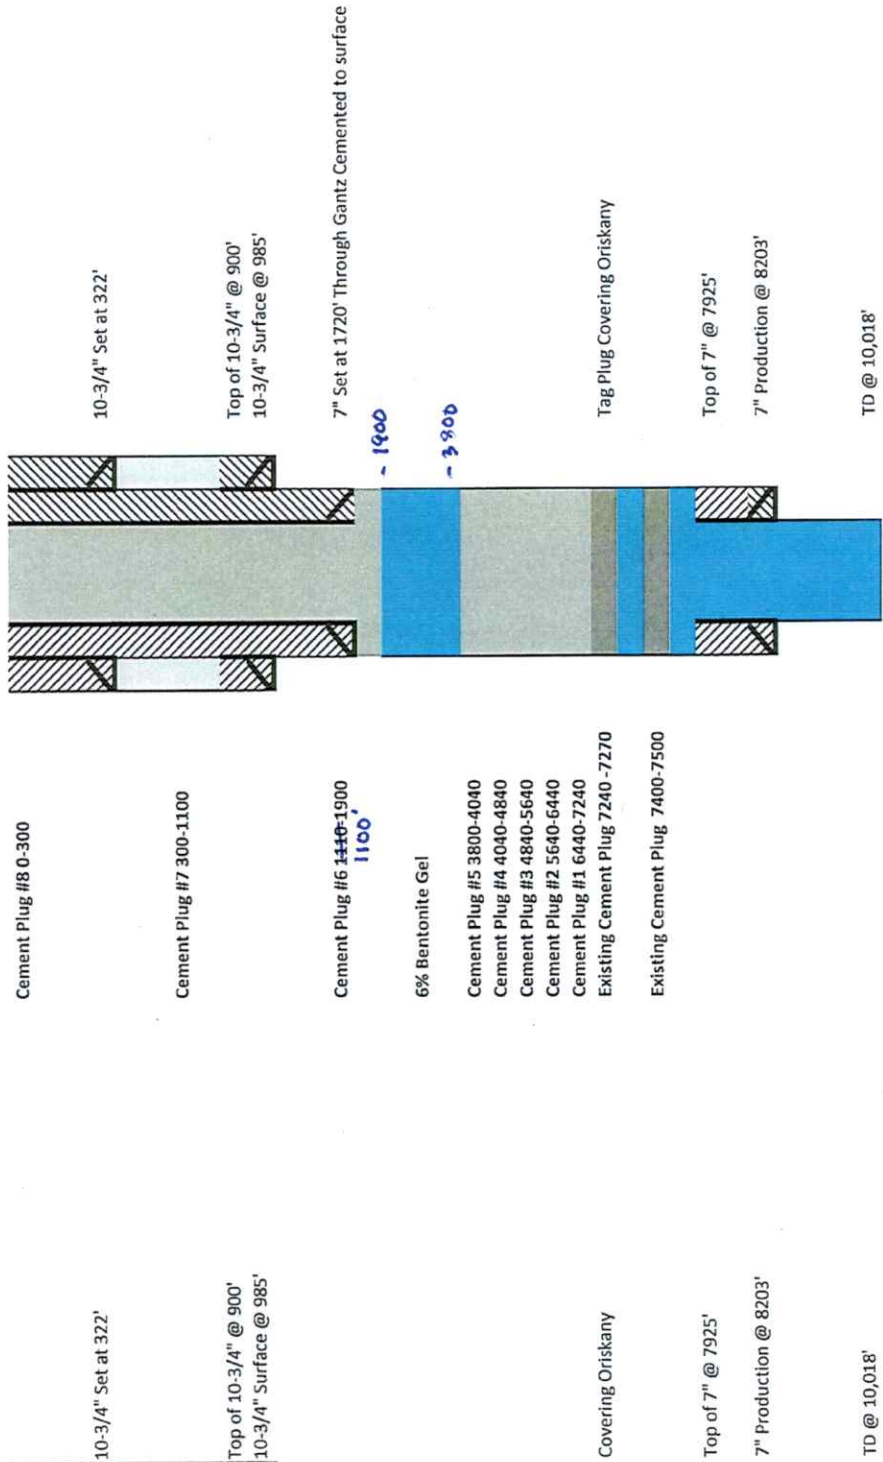 Cement Plug #8 0-300
Cement Plug #7 300-1100
Cement Plug #6 1110-1900
1100'
6% Bentonite Gel
Cement Plug #5 3800-4040
Cement Plug #4 4040-4840
Cement Plug #3 4840-5640
Cement Plug #2 5640-6440
Cement Plug #1 6440-7240
Existing Cement Plug 7240 -7270
Existing Cement Plug 7400-7500
- 1900
- 3800
10-3/4" Set at 322'
Top of 10-3/4" @ 900'
10-3/4" Surface @ 985'
7" Set at 1720' Through Gantz Cemented to surface
Tag Plug Covering Oriskany
Top of 7" @ 7925'
7" Production @ 8203'
TD @ 10,018'
10-3/4" Set at 322'
Top of 10-3/4" @ 900'
10-3/4" Surface @ 985'
Covering Oriskany
Top of 7" @ 7925'
7" Production @ 8203'
TD @ 10,018'